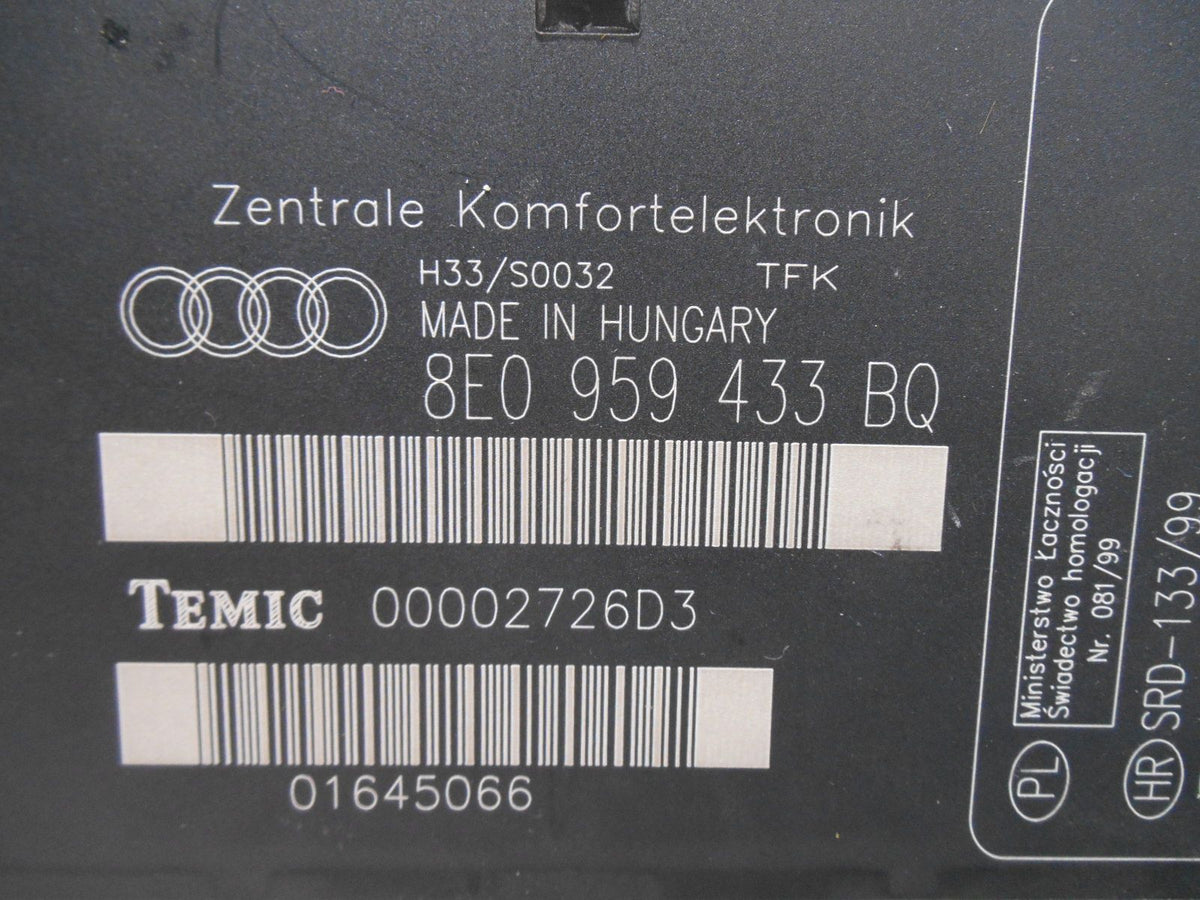 Zentrale Komfortelektronik
H33/S0032 TFK
MADE IN HUNGARY
8E0 959 433 BQ
TEMIC 00002726D3
01645066
Ministerstwo Łaczności
Świadectwo homologacji
Nr. 081/99
PL
HR SRD-133/99